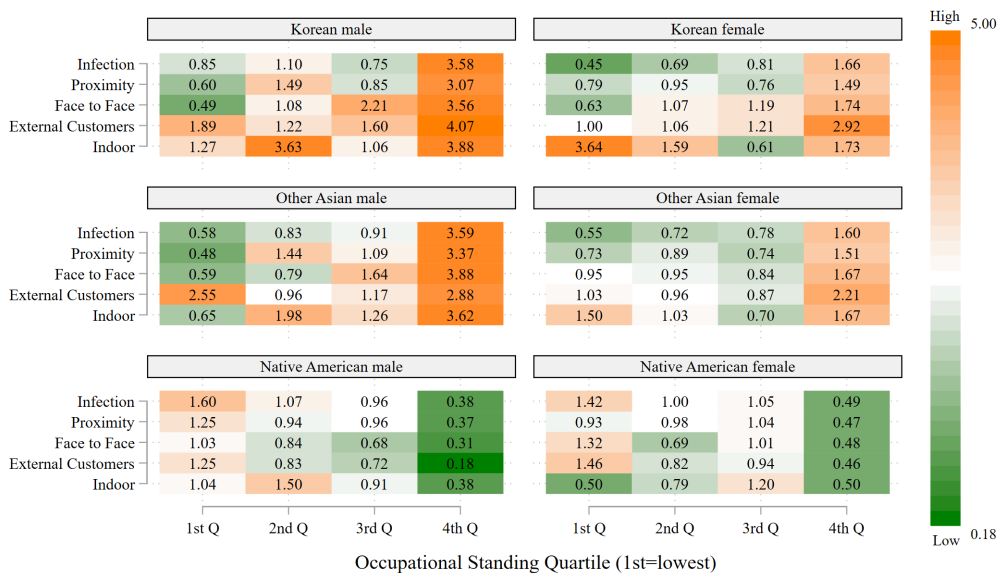 Korean male Korean female High 5.00
Infection 0.85 1.10 0.75 3.58 0.45 0.69 0.81 1.66
Proximity 0.60 1.49 0.85 3.07 0.79 0.95 0.76 1.49
Face to Face 0.49 1.08 2.21 3.56 0.63 1.07 1.19 1.74
External Customers 1.89 1.22 1.60 4.07 1.00 1.06 1.21 2.92
Indoor 1.27 3.63 1.06 3.88 3.64 1.59 0.61 1.73
Other Asian male Other Asian female
Infection 0.58 0.83 0.91 3.59 0.55 0.72 0.78 1.60
Proximity 0.48 1.44 1.09 3.37 0.73 0.89 0.74 1.51
Face to Face 0.59 0.79 1.64 3.88 0.95 0.95 0.84 1.67
External Customers 2.55 0.96 1.17 2.88 1.03 0.96 0.87 2.21
Indoor 0.65 1.98 1.26 3.62 1.50 1.03 0.70 1.67
Native American male Native American female
Infection 1.60 1.07 0.96 0.38 1.42 1.00 1.05 0.49
Proximity 1.25 0.94 0.96 0.37 0.93 0.98 1.04 0.47
Face to Face 1.03 0.84 0.68 0.31 1.32 0.69 1.01 0.48
External Customers 1.25 0.83 0.72 0.18 1.46 0.82 0.94 0.46
Indoor 1.04 1.50 0.91 0.38 0.50 0.79 1.20 0.50
1st Q 2nd Q 3rd Q 4th Q 1st Q 2nd Q 3rd Q 4th Q Low 0.18
Occupational Standing Quartile (1st=lowest)